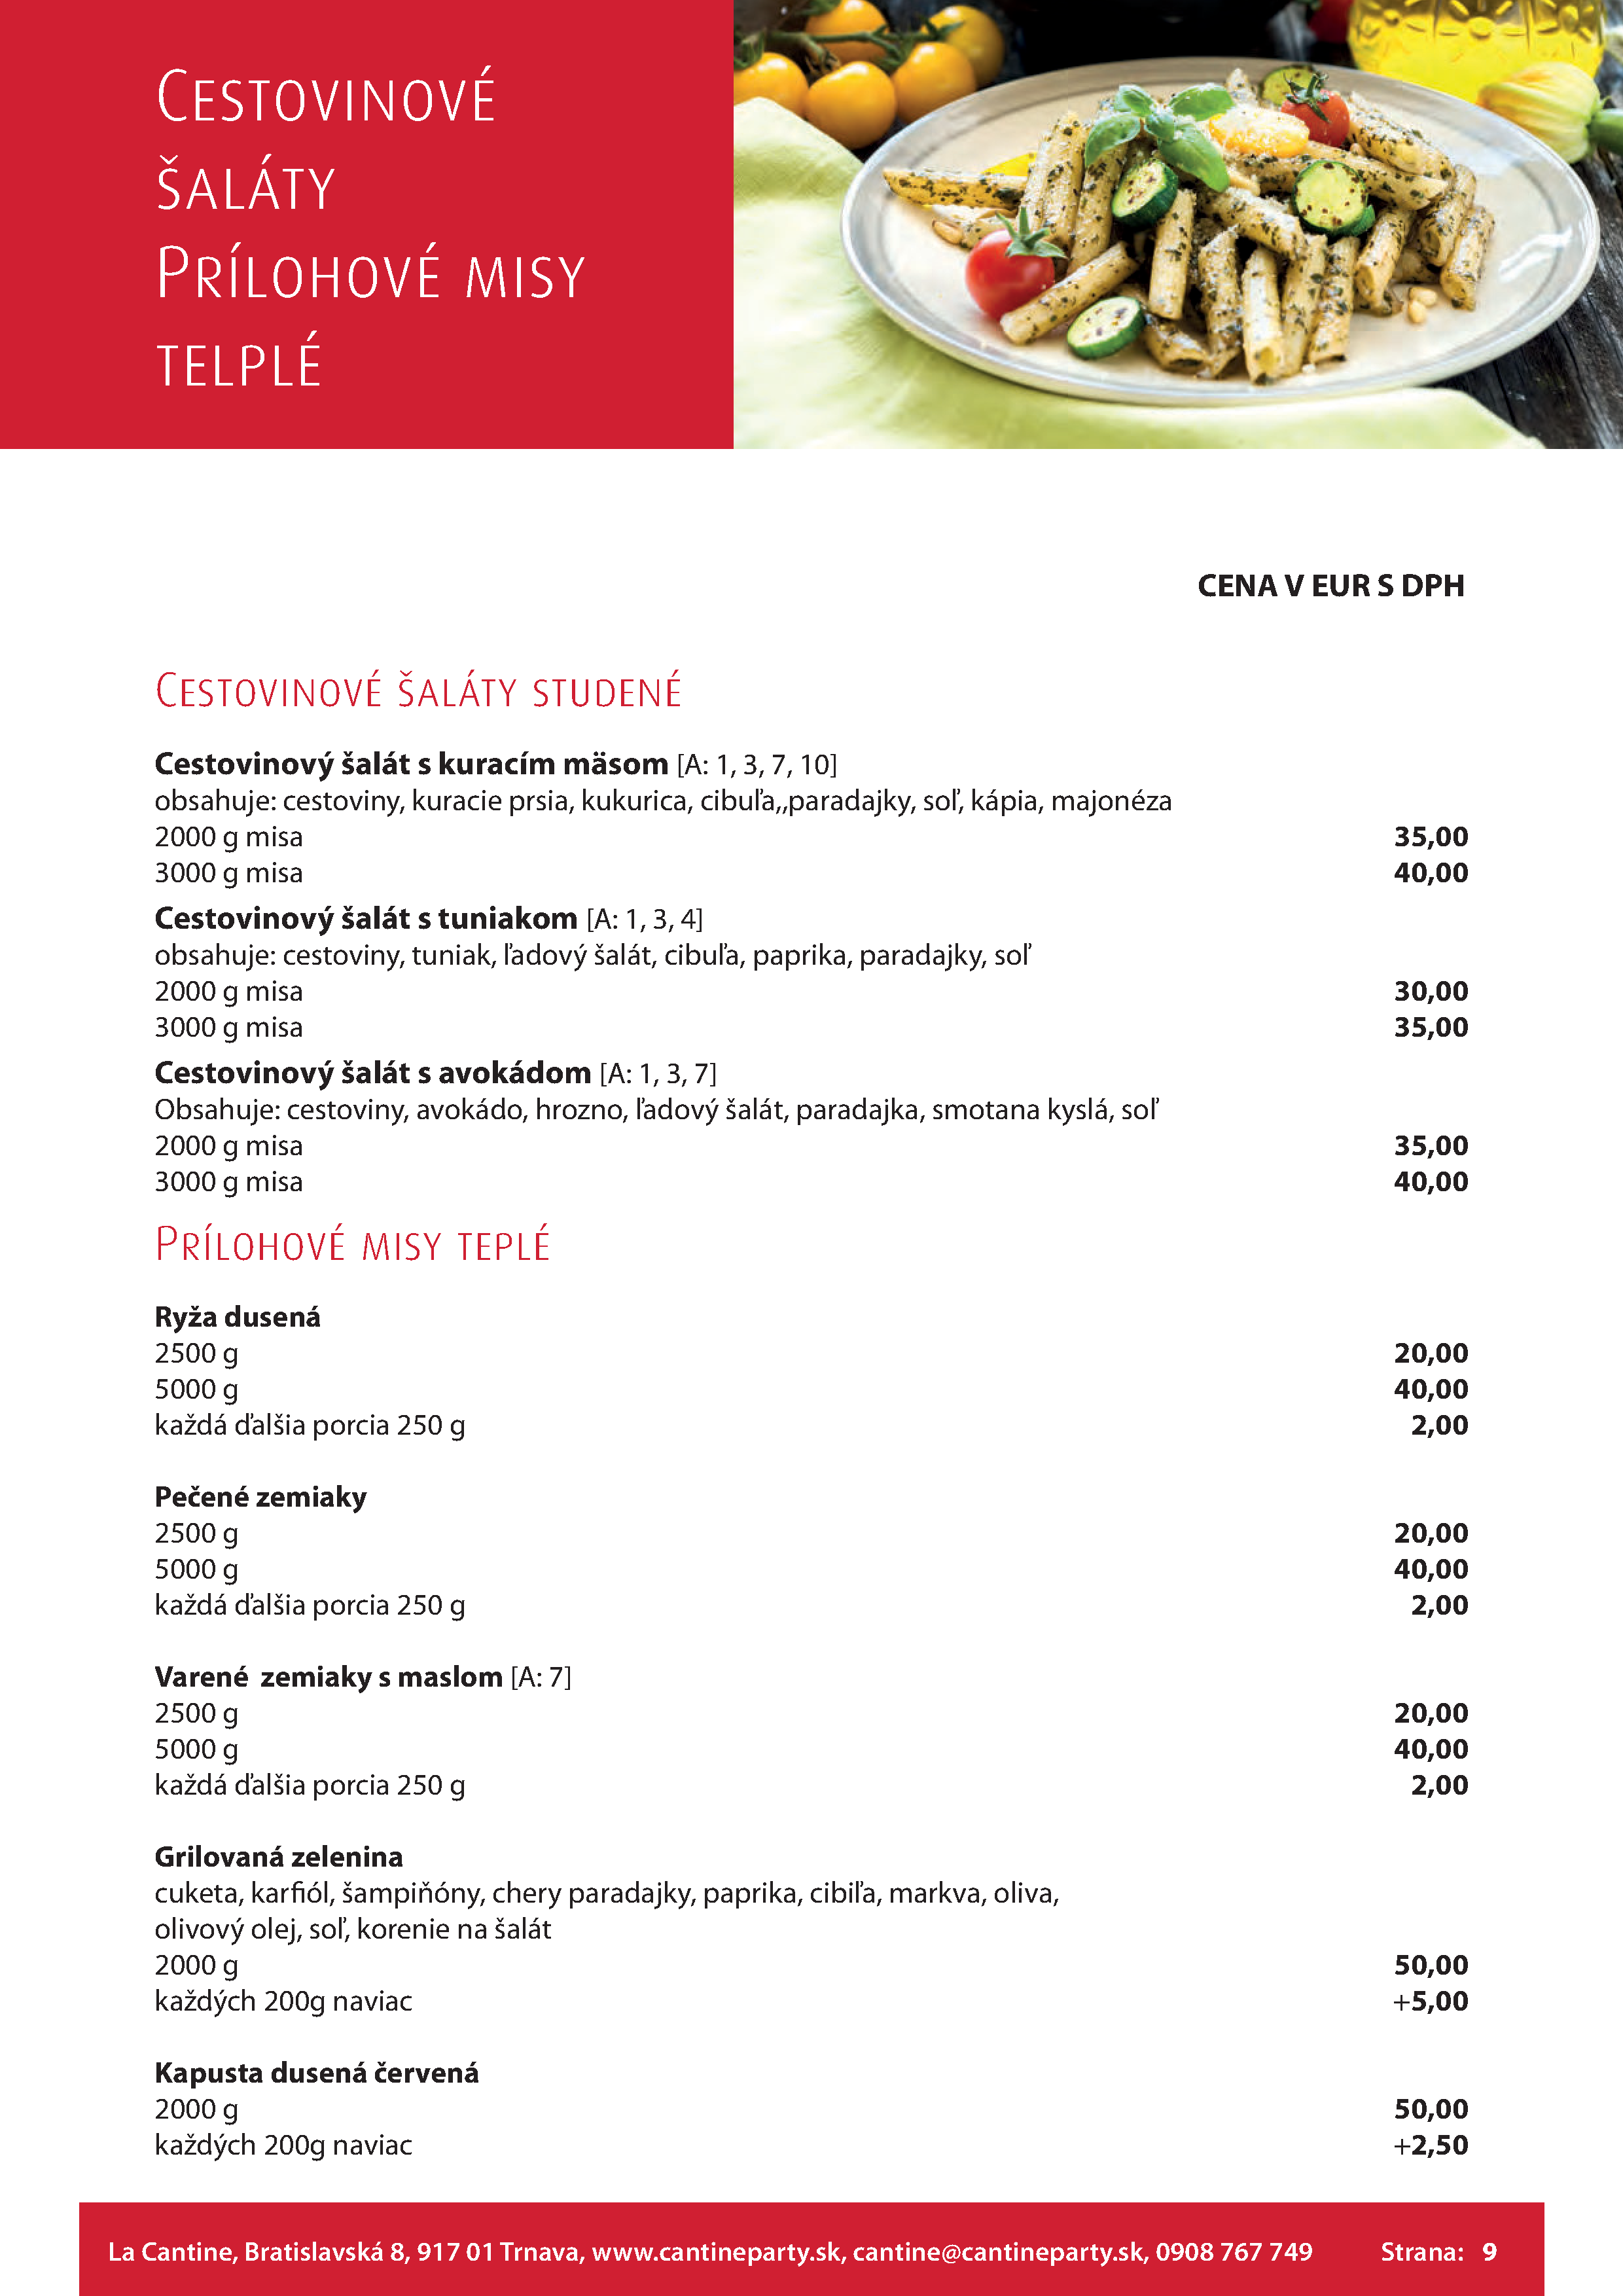 Cestovinové
šaláty
Prílohové misy
telplé
CENA V EUR S DPH
Cestovinové šaláty studené
Cestovinový šalát s kuracím mäsom [A: 1, 3, 7, 10]
obsahuje: cestoviny, kuracie prsia, kukurica, cibuľa,,paradajky, soľ, kápia, majonéza
2000 g misa 35,00
3000 g misa 40,00
Cestovinový šalát s tuniakom [A: 1, 3, 4]
obsahuje: cestoviny, tuniak, ľadový šalát, cibuľa, paprika, paradajky, soľ
2000 g misa 30,00
3000 g misa 35,00
Cestovinový šalát s avokádom [A: 1, 3, 7]
Obsahuje: cestoviny, avokádo, hrozno, ľadový šalát, paradajka, smotana kyslá, soľ
2000 g misa 35,00
3000 g misa 40,00
Prílohové misy teplé
Ryža dusená
2500 g 20,00
5000 g 40,00
každá ďalšia porcia 250 g 2,00
Pečené zemiaky
2500 g 20,00
5000 g 40,00
každá ďalšia porcia 250 g 2,00
Varené zemiaky s maslom [A: 7]
2500 g 20,00
5000 g 40,00
každá ďalšia porcia 250 g 2,00
Grilovaná zelenina
cuketa, karfiól, šampiňóny, chery paradajky, paprika, cibiľa, markva, oliva,
olivový olej, soľ, korenie na šalát
2000 g 50,00
každých 200g naviac +5,00
Kapusta dusená červená
2000 g 50,00
každých 200g naviac +2,50
La Cantine, Bratislavská 8, 917 01 Trnava, www.cantineparty.sk, cantine@cantineparty.sk, 0908 767 749 Strana: 9